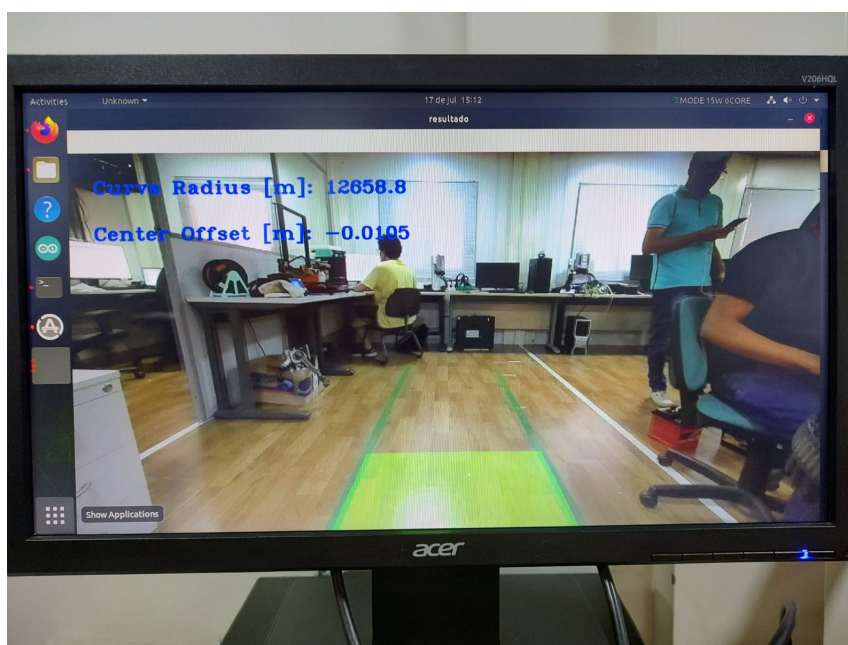 V206HQL
Activities Unknown 17 de jul 15:12 MODE 15W 6CORE
resultado
Curve Radius [m]: 12658.8
Center Offset [m]: −0.0105
Show Applications
acer